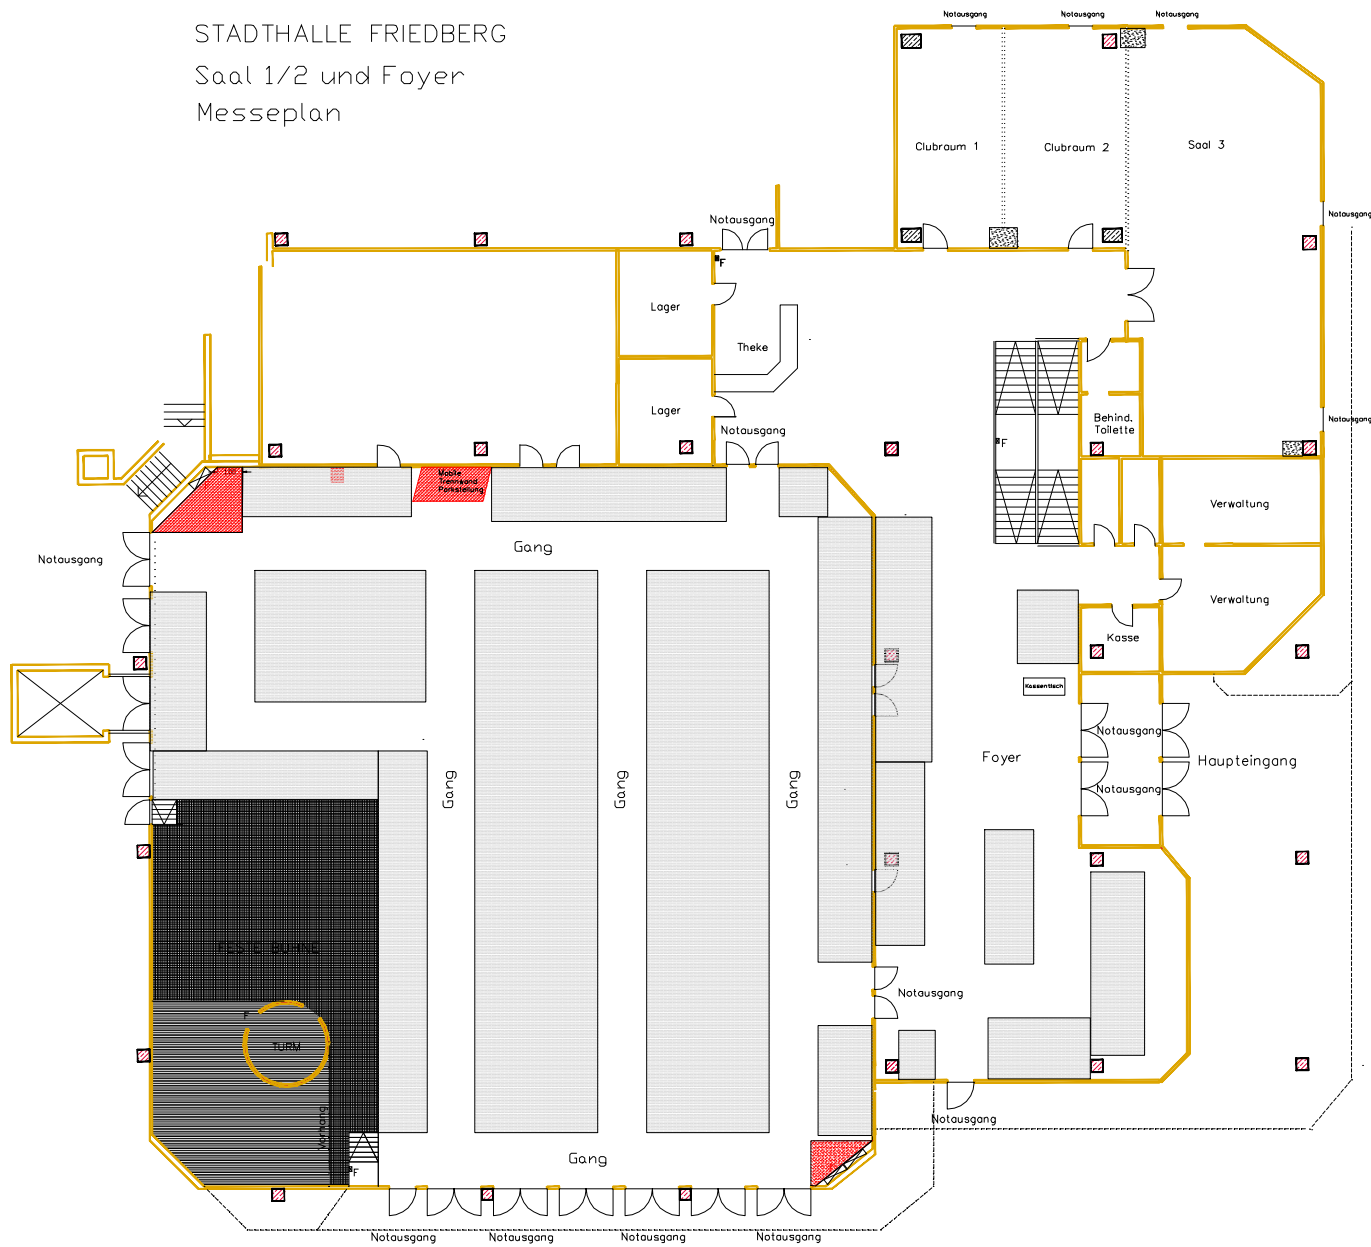 STADTHALLE FRIEDBERG
Saal 1/2 und Foyer
Messeplan
Notausgang
Notausgang
Notausgang
Clubraum 1
Clubraum 2
Saal 3
Notausgang
Notausgang
F
Lager
Theke
Lager
Notausgang
Behind.
Toilette
Notausgang
F
Mobile
Trennwand
Parkstellung
Verwaltung
Gang
Notausgang
Verwaltung
Kasse
Kassentisch
Notausgang
Foyer
Haupteingang
Gang
Gang
Gang
Notausgang
FESTE BÜHNE
Notausgang
F
TURM
Vorhang
Notausgang
Gang
F
Notausgang
Notausgang
Notausgang
Notausgang